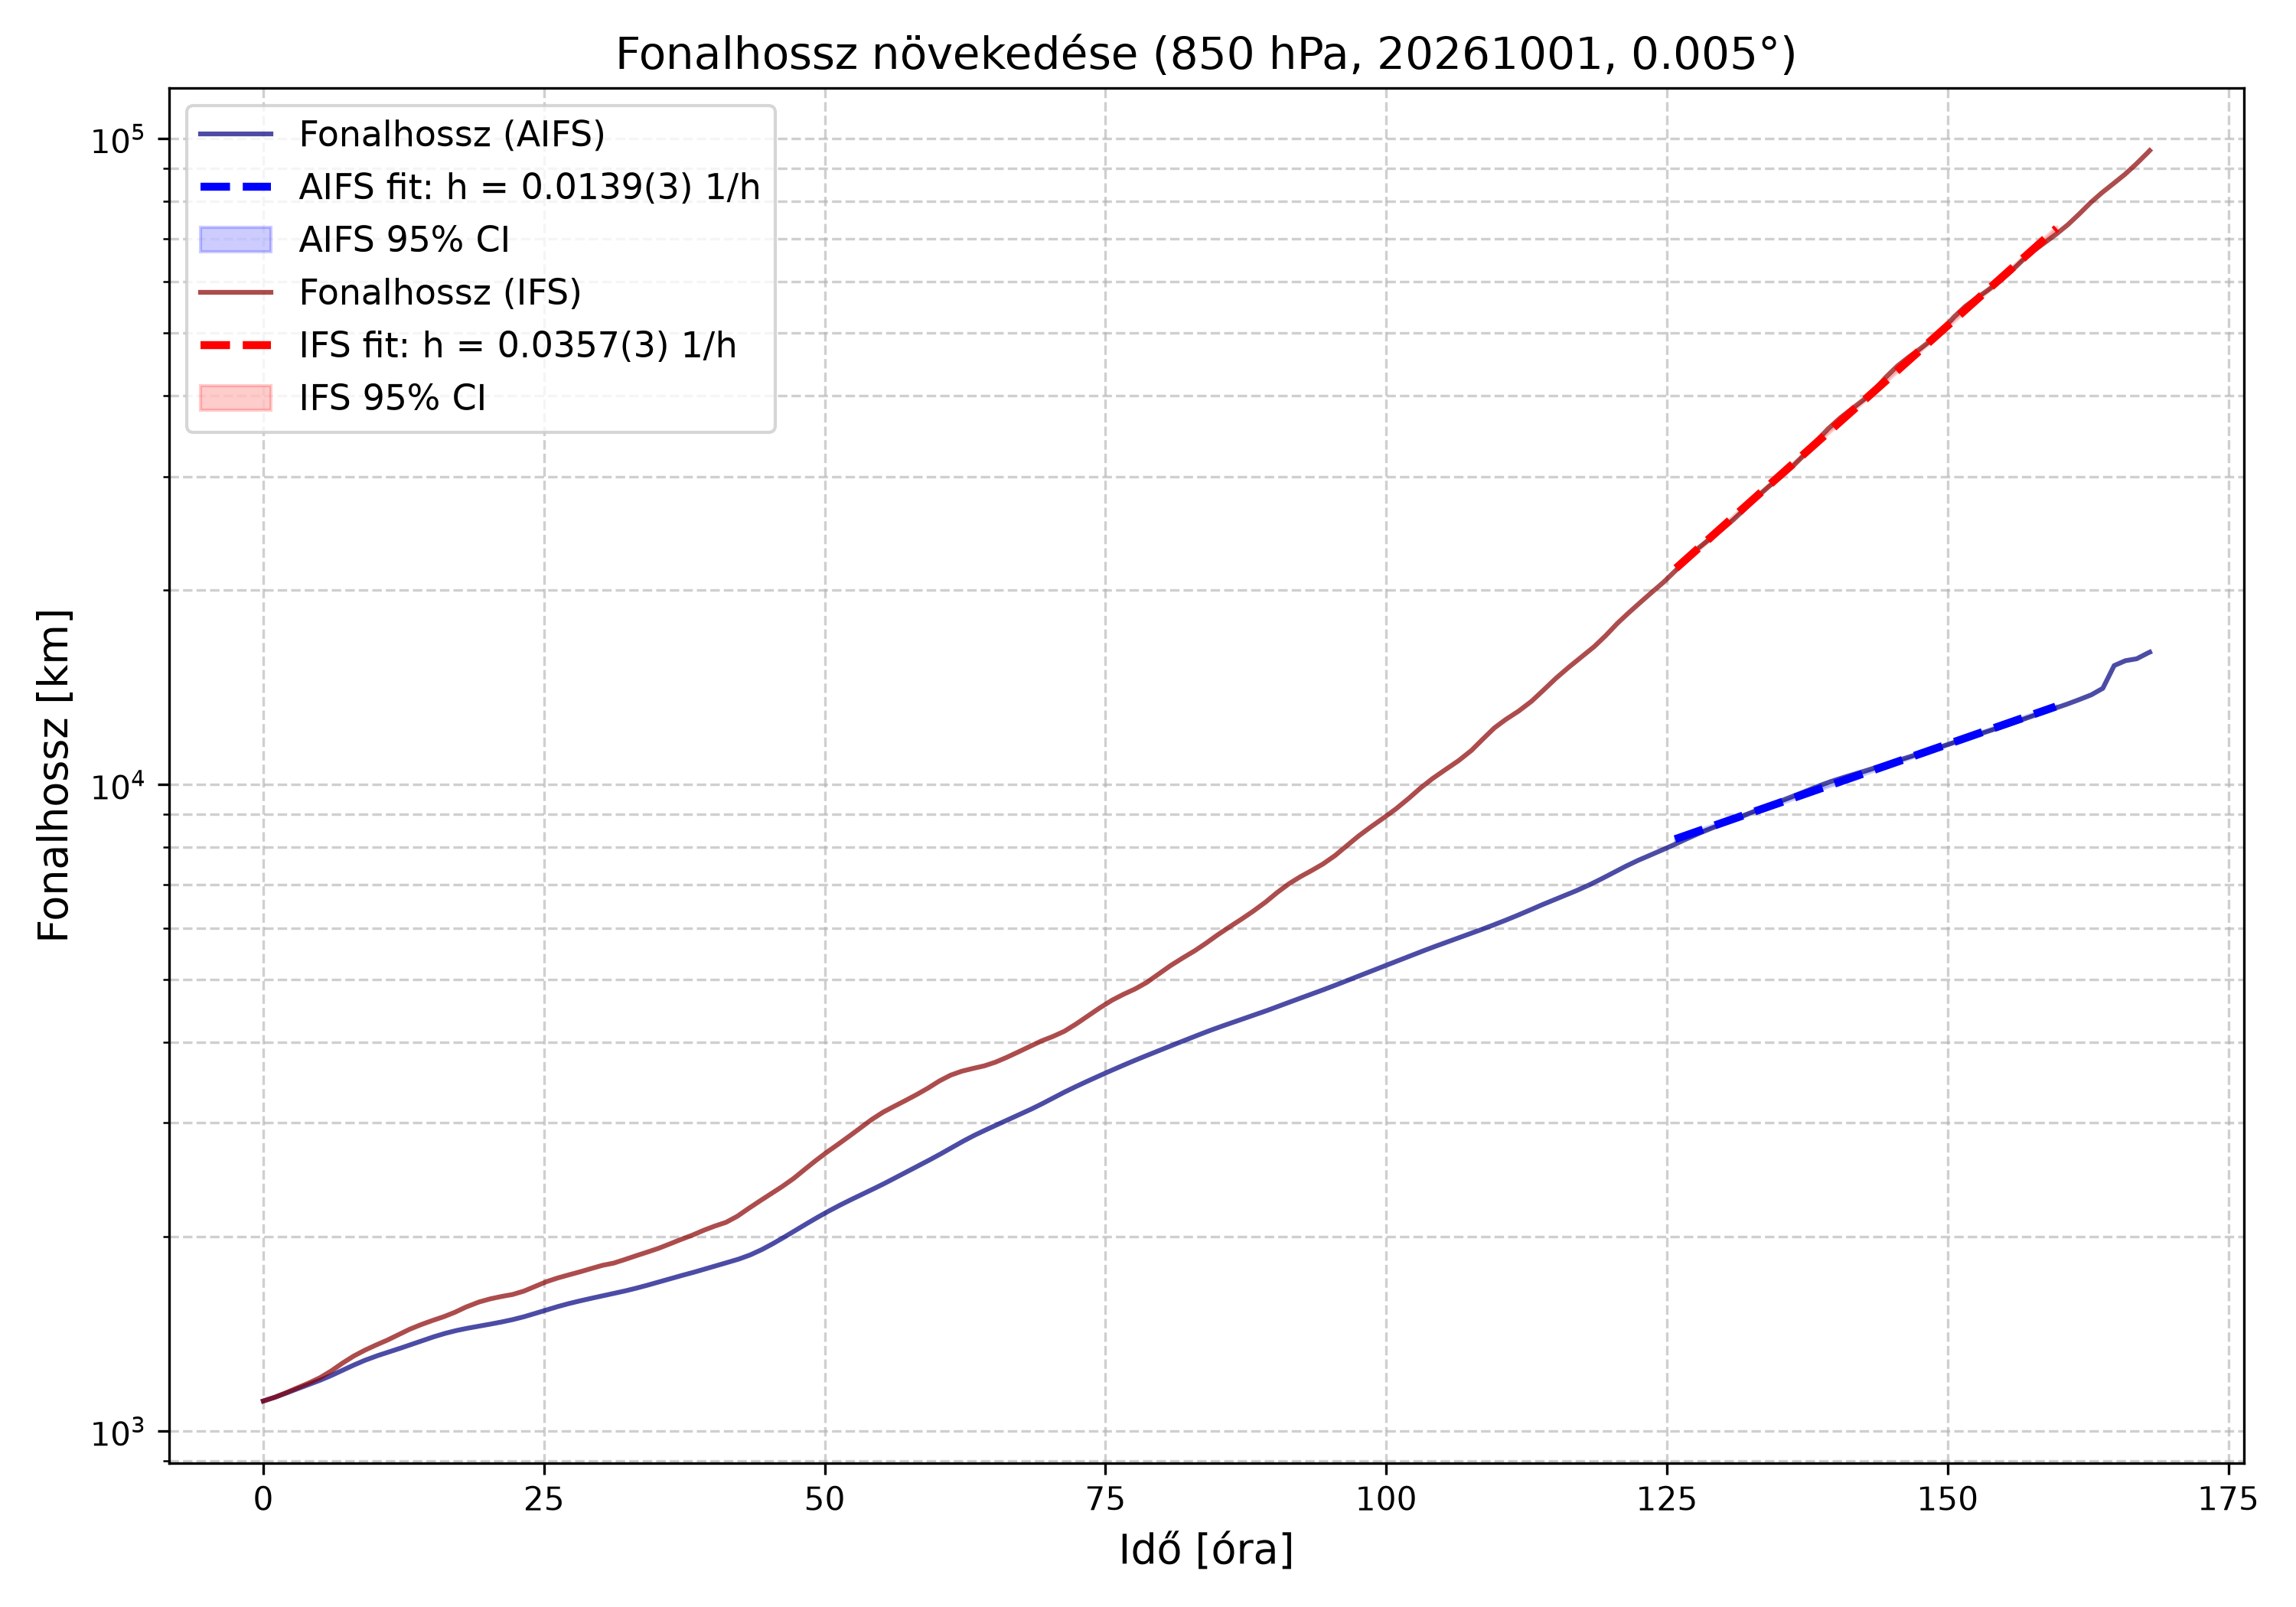 Fonalhossz növekedése (850 hPa, 20261001, 0.005°)
Fonalhossz (AIFS)
AIFS fit: h = 0.0139(3) 1/h
AIFS 95% CI
Fonalhossz (IFS)
IFS fit: h = 0.0357(3) 1/h
IFS 95% CI
Fonalhossz [km]
10⁵
10⁴
10³
0 25 50 75 100 125 150 175
Idő [óra]